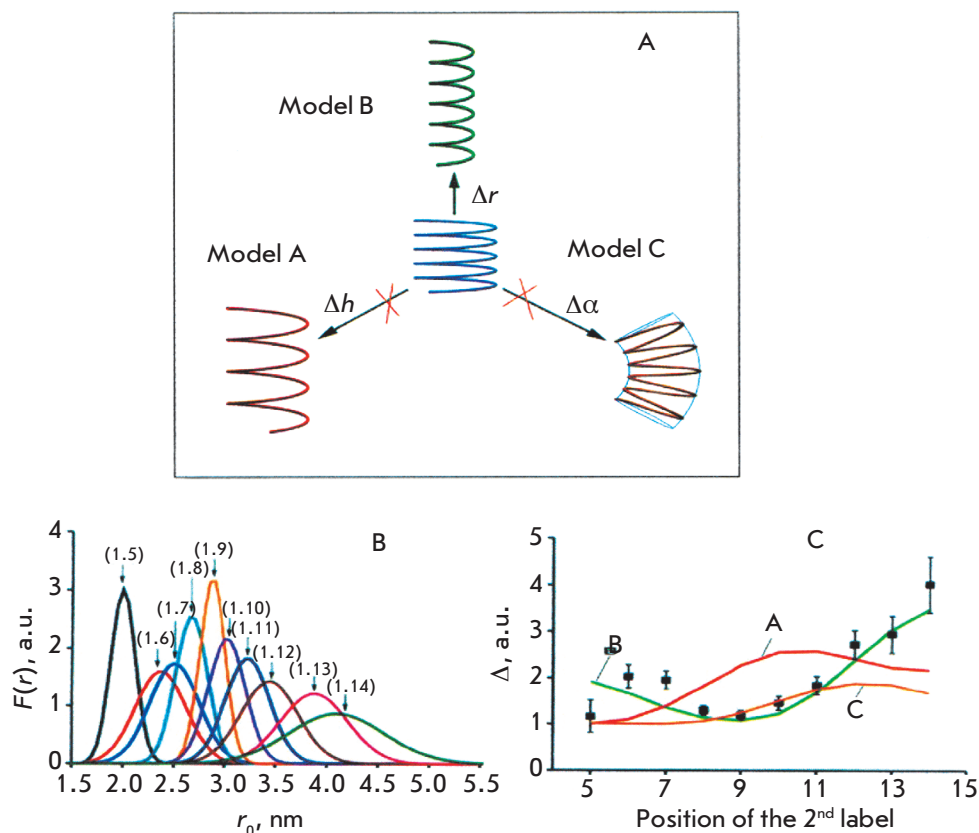 A
Model B
Δr
Model A
Model C
Δh
Δα
B
F(r), a.u.
4
3
2
1
0
(1.5)
(1.6)
(1.7)
(1.8)
(1.9)
(1.10)
(1.11)
(1.12)
(1.13)
(1.14)
1.5 2.0 2.5 3.0 3.5 4.0 4.5 5.0 5.5
r₀, nm
C
Δ, a.u.
5
4
3
2
1
0
B
A
C
5 7 9 11 13 15
Position of the 2ⁿᵈ label